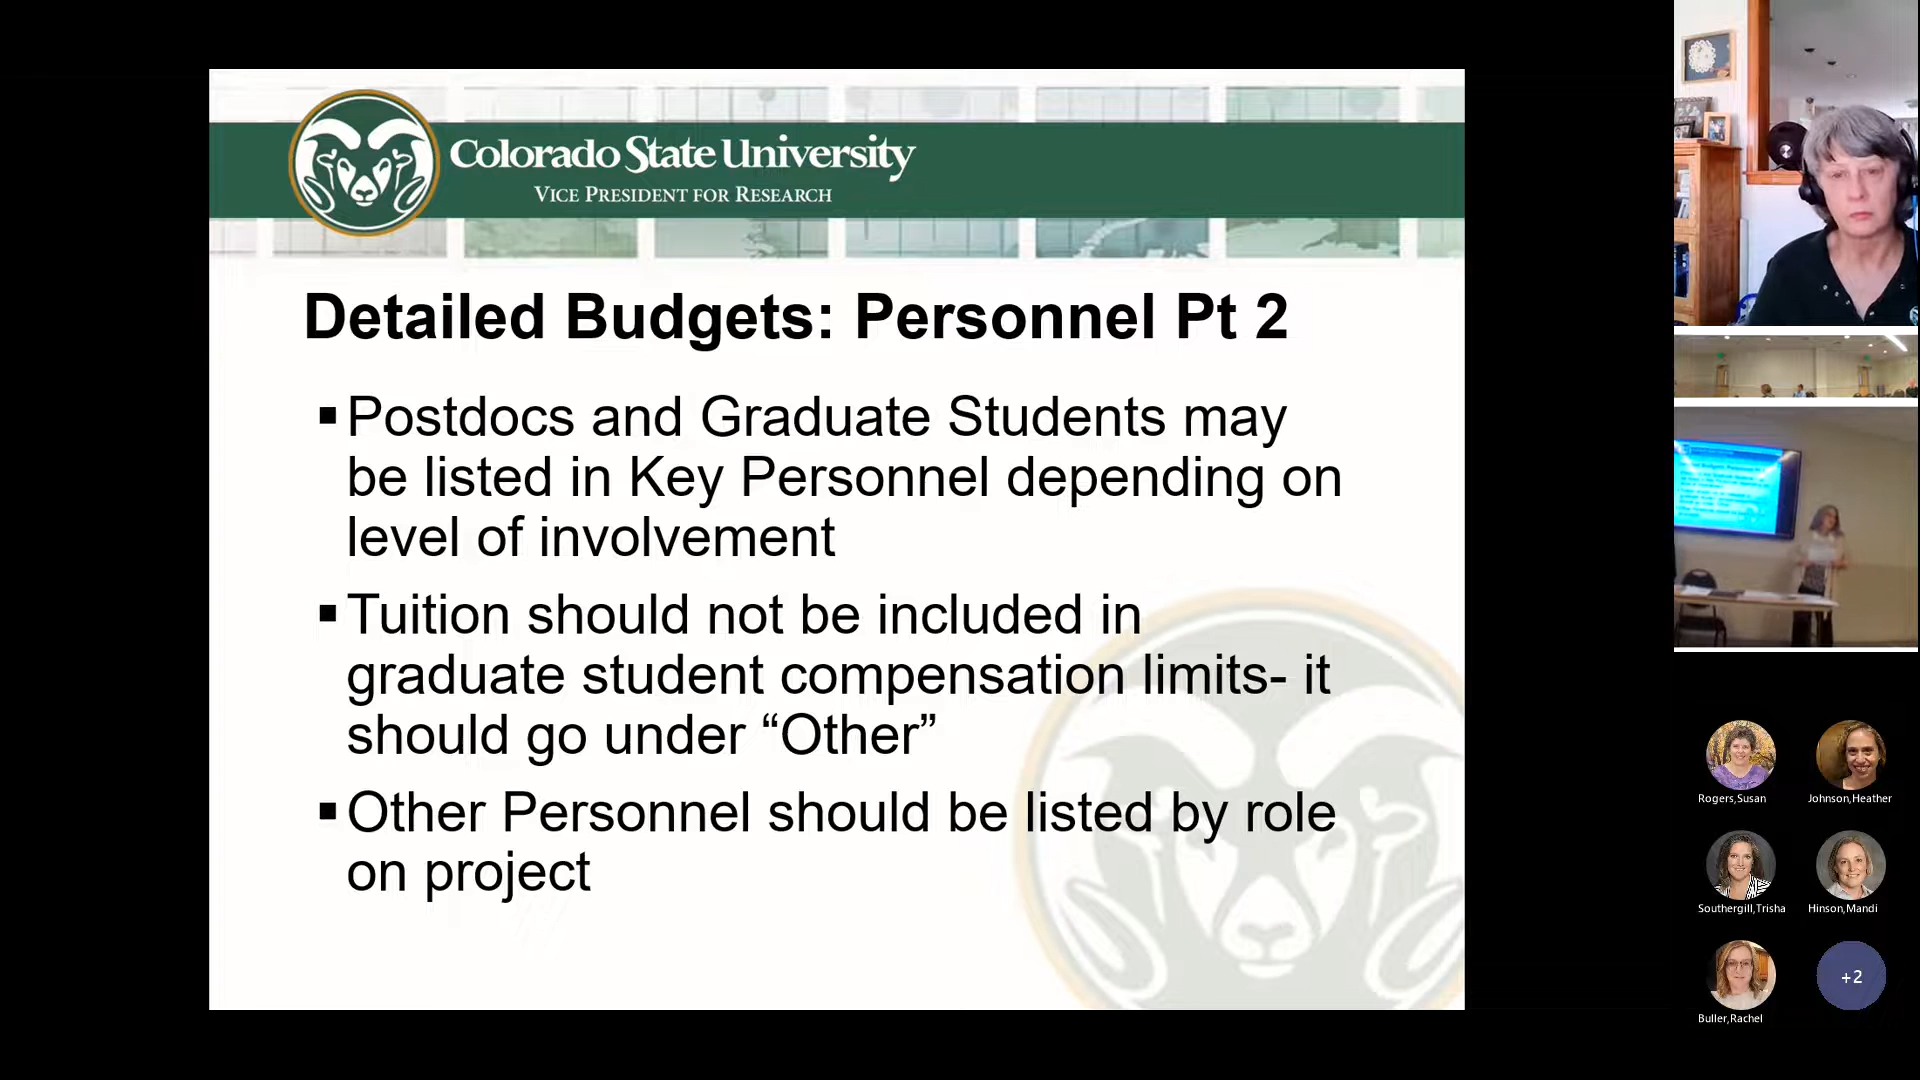 Colorado State University
VICE PRESIDENT FOR RESEARCH
Detailed Budgets: Personnel Pt 2
▪Postdocs and Graduate Students may
be listed in Key Personnel depending on
level of involvement
▪Tuition should not be included in
graduate student compensation limits- it
should go under “Other”
▪Other Personnel should be listed by role
on project
Rogers,Susan
Johnson,Heather
Southergill,Trisha
Hinson,Mandi
Buller,Rachel
+2